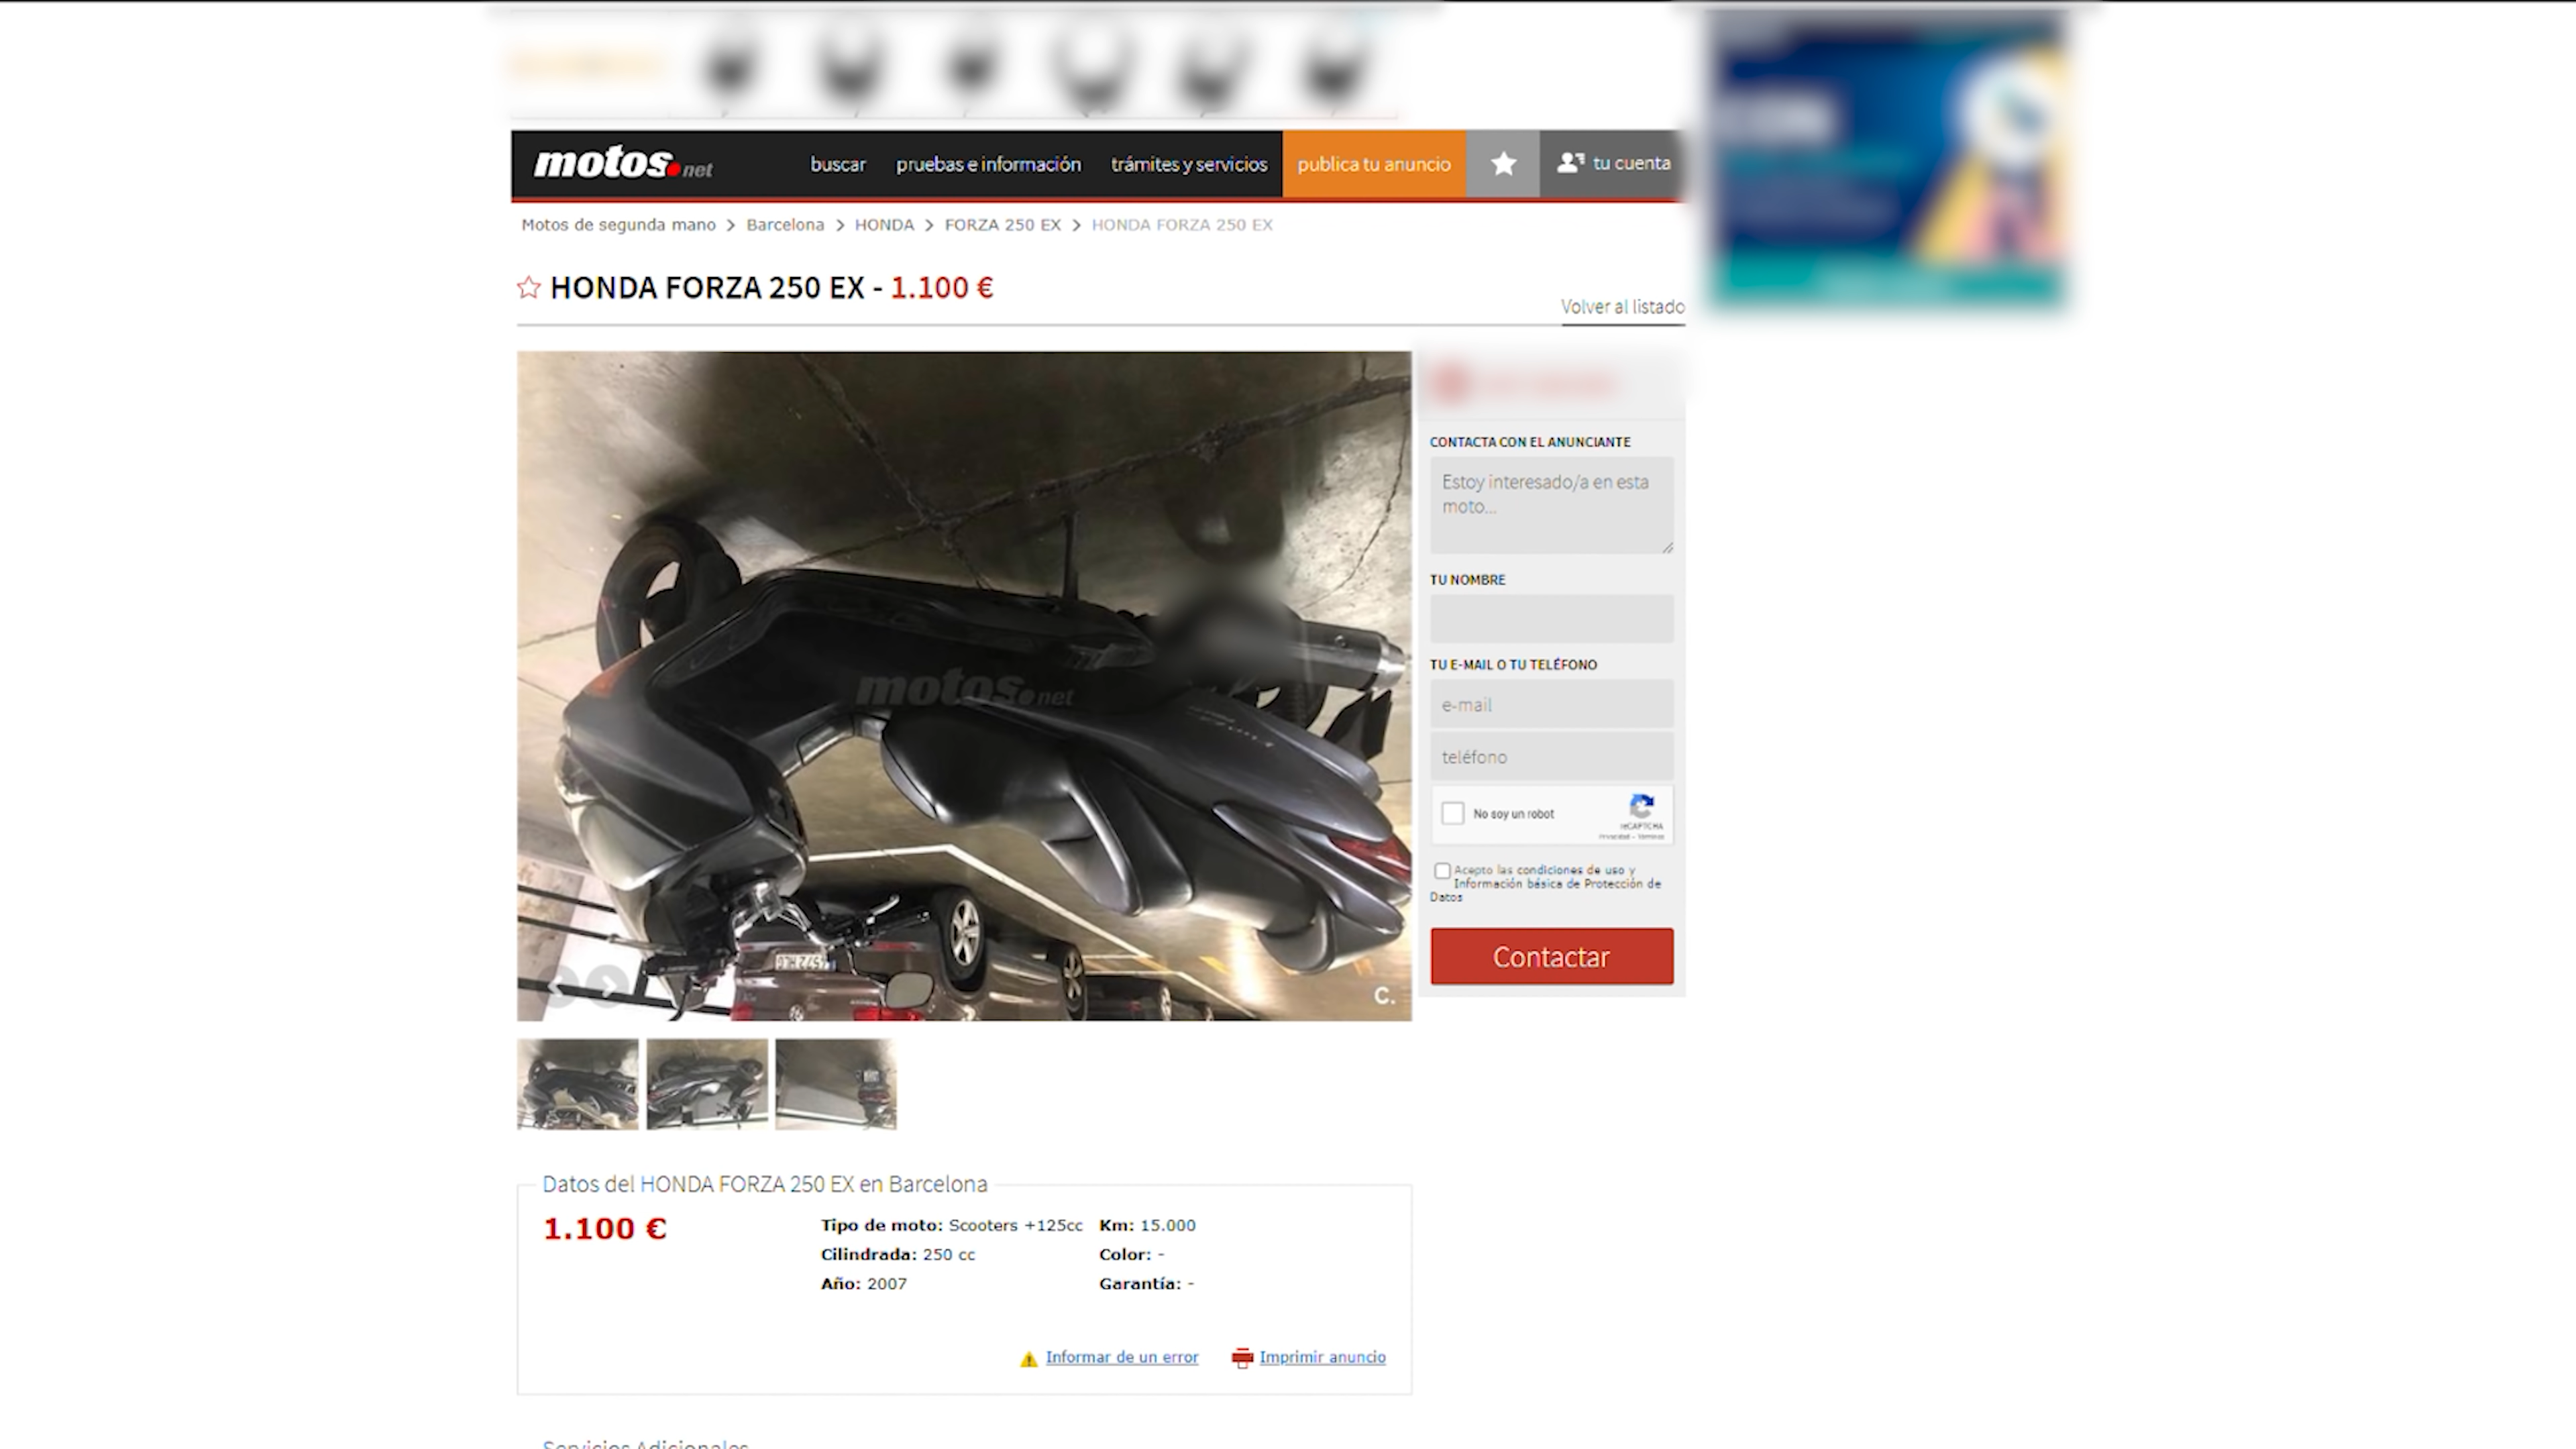 motos.net
buscar
pruebas e información
trámites y servicios
publica tu anuncio
tu cuenta
Motos de segunda mano > Barcelona > HONDA > FORZA 250 EX > HONDA FORZA 250 EX
HONDA FORZA 250 EX - 1.100 €
Volver al listado
motos.net
C.
CONTACTA CON EL ANUNCIANTE
Estoy interesado/a en esta
moto...
TU NOMBRE
TU E-MAIL O TU TELÉFONO
e-mail
teléfono
No soy un robot
reCAPTCHA
Privacidad - Términos
Acepto las condiciones de uso y
Información básica de Protección de
Datos
Contactar
Datos del HONDA FORZA 250 EX en Barcelona
1.100 €
Tipo de moto: Scooters +125cc
Km: 15.000
Cilindrada: 250 cc
Color: -
Año: 2007
Garantía: -
Informar de un error
Imprimir anuncio
Servicios Adicionales